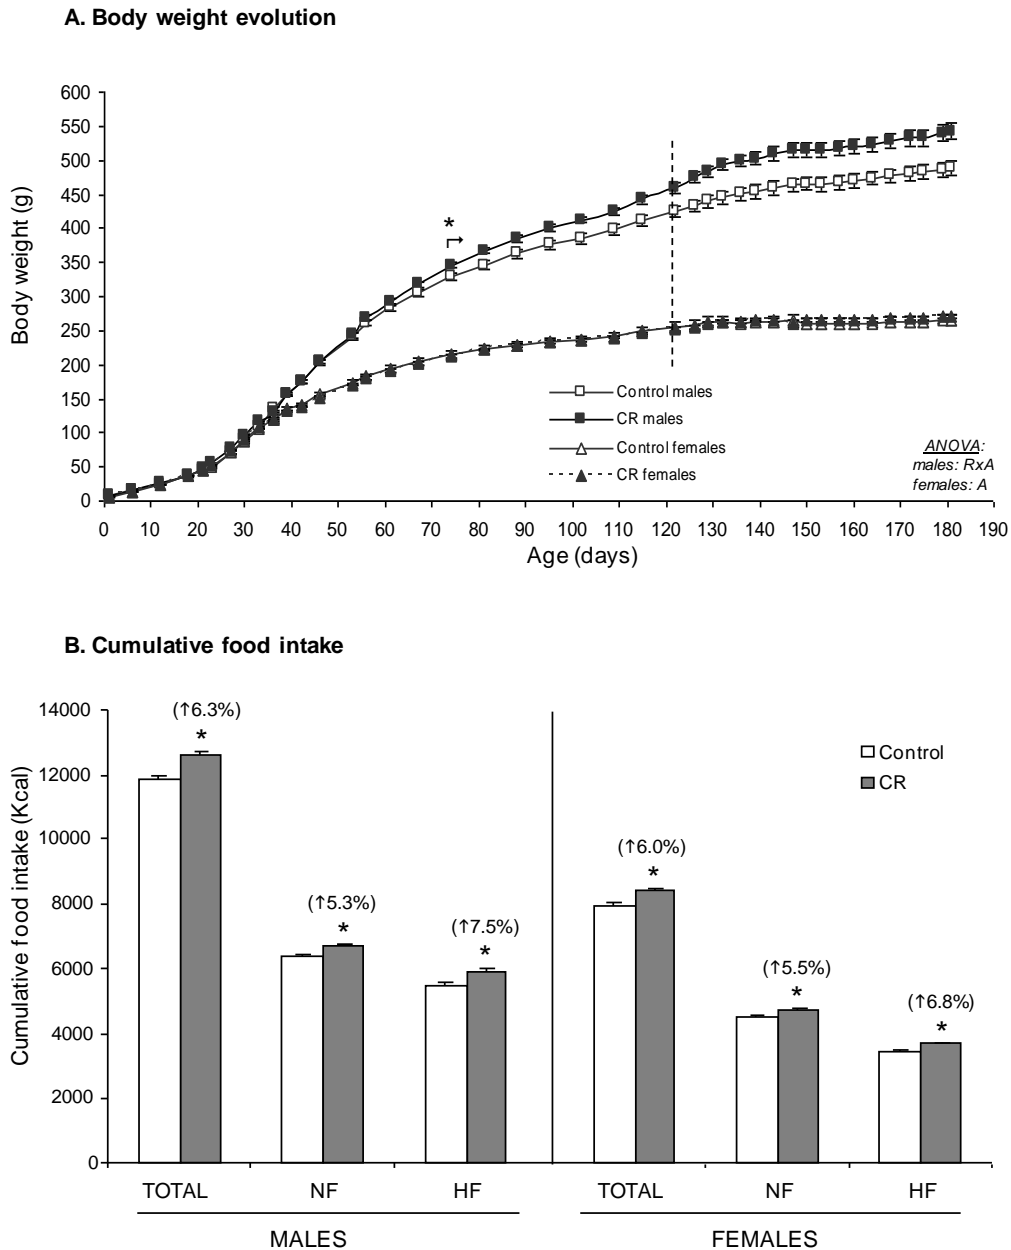 A. Body weight evolution
600
550
500
450
400
350
300
250
200
150
100
50
0
Body weight (g)
*
Control males
CR males
Control females
CR females
ANOVA:
males: RxA
females: A
0 10 20 30 40 50 60 70 80 90 100 110 120 130 140 150 160 170 180 190
Age (days)
B. Cumulative food intake
14000
12000
10000
8000
6000
4000
2000
0
Cumulative food intake (Kcal)
(↑6.3%)
*
(↑5.3%)
*
(↑7.5%)
*
(↑6.0%)
*
(↑5.5%)
*
(↑6.8%)
*
Control
CR
TOTAL NF HF TOTAL NF HF
MALES FEMALES